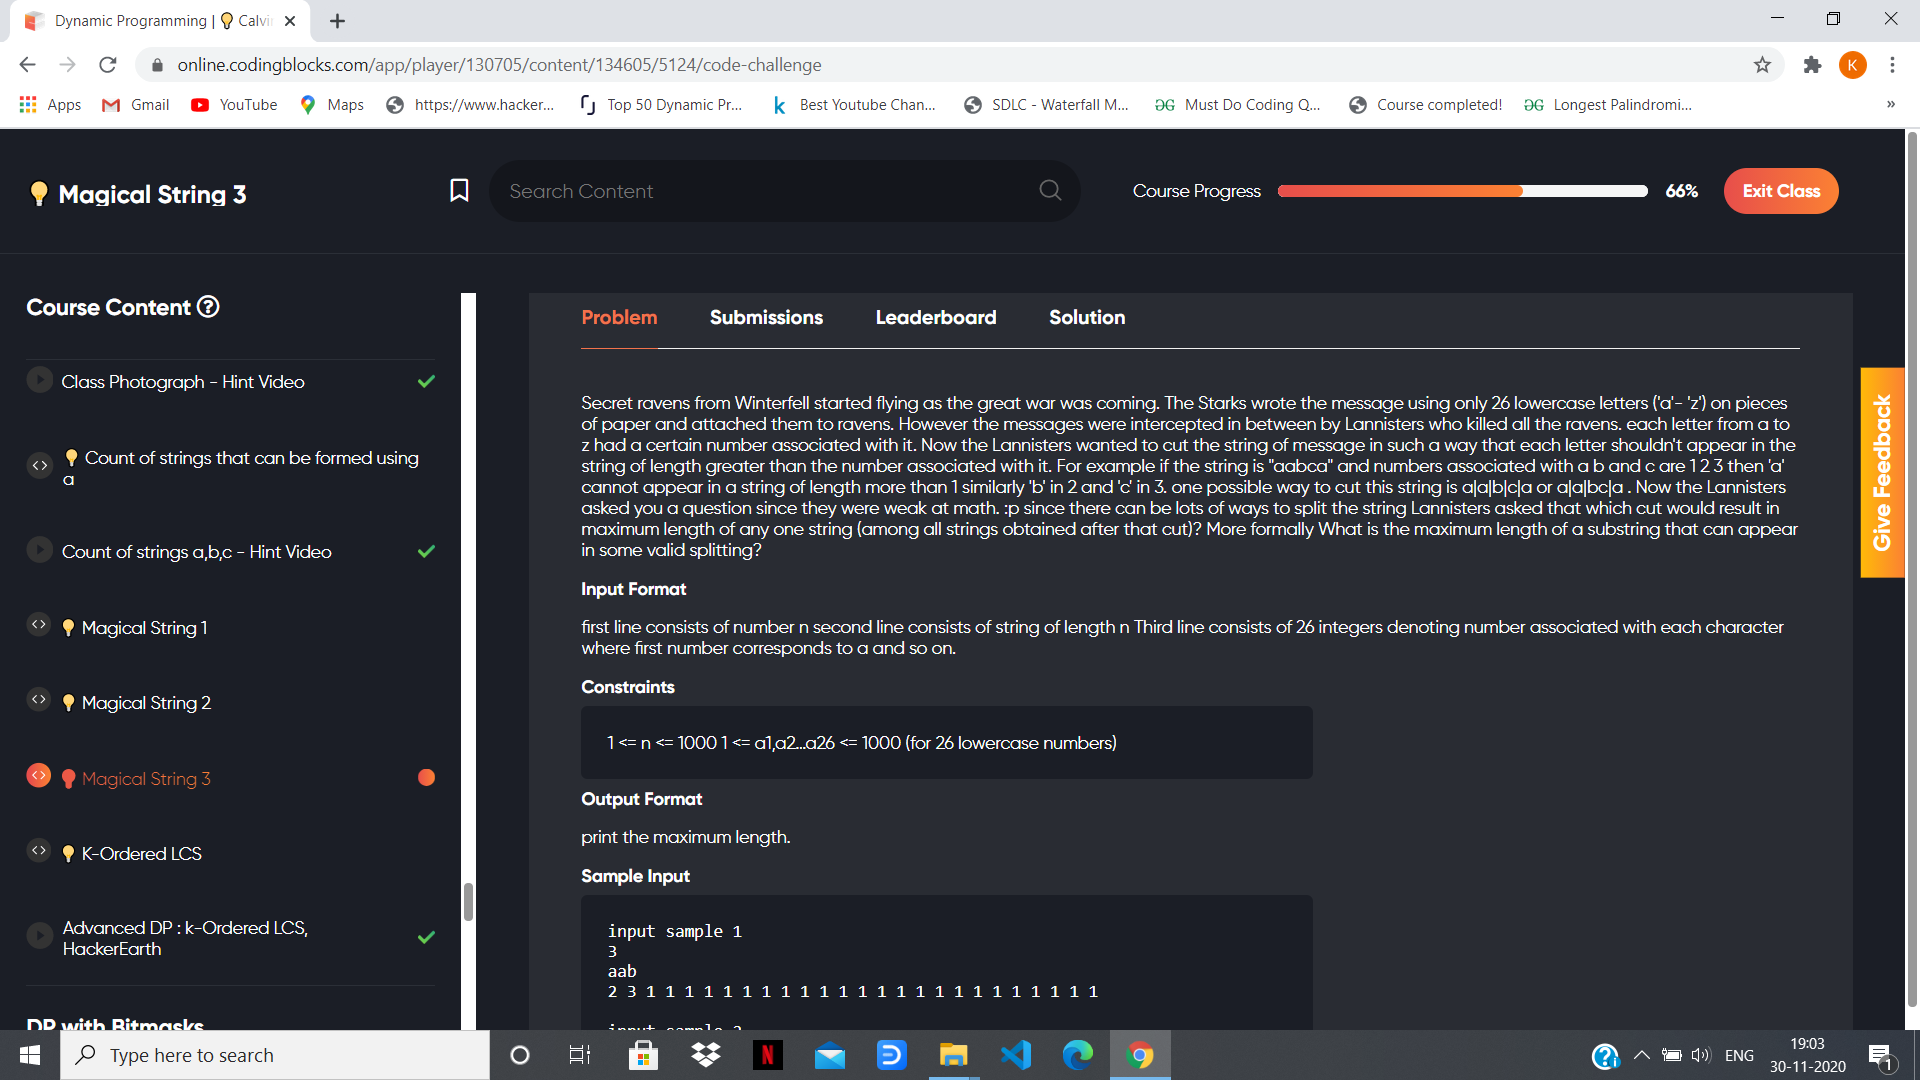 Dynamic Programming | Calvi
online.codingblocks.com/app/player/130705/content/134605/5124/code-challenge
K
Apps Gmail YouTube Maps https://www.hacker... Top 50 Dynamic Pr... Best Youtube Chan... SDLC - Waterfall M... Must Do Coding Q... Course completed! Longest Palindromi... »
Magical String 3
Search Content
Course Progress 66% Exit Class
Course Content
Class Photograph - Hint Video
Count of strings that can be formed using
a
Count of strings a,b,c - Hint Video
Magical String 1
Magical String 2
Magical String 3
K-Ordered LCS
Advanced DP : k-Ordered LCS,
HackerEarth
DP with Bitmasks
Problem Submissions Leaderboard Solution
Secret ravens from Winterfell started flying as the great war was coming. The Starks wrote the message using only 26 lowercase letters ('a'- 'z') on pieces
of paper and attached them to ravens. However the messages were intercepted in between by Lannisters who killed all the ravens. each letter from a to
z had a certain number associated with it. Now the Lannisters wanted to cut the string of message in such a way that each letter shouldn't appear in the
string of length greater than the number associated with it. For example if the string is "aabca" and numbers associated with a b and c are 1 2 3 then 'a'
cannot appear in a string of length more than 1 similarly 'b' in 2 and 'c' in 3. one possible way to cut this string is a|a|b|c|a or a|a|bc|a . Now the Lannisters
asked you a question since they were weak at math. :p since there can be lots of ways to split the string Lannisters asked that which cut would result in
maximum length of any one string (among all strings obtained after that cut)? More formally What is the maximum length of a substring that can appear
in some valid splitting?
Input Format
first line consists of number n second line consists of string of length n Third line consists of 26 integers denoting number associated with each character
where first number corresponds to a and so on.
Constraints
1 <= n <= 1000 1 <= a1,a2...a26 <= 1000 (for 26 lowercase numbers)
Output Format
print the maximum length.
Sample Input
input sample 1
3
aab
2 3 1 1 1 1 1 1 1 1 1 1 1 1 1 1 1 1 1 1 1 1 1 1 1 1
input sample 2
Give Feedback
Type here to search
ENG
19:03
30-11-2020
1